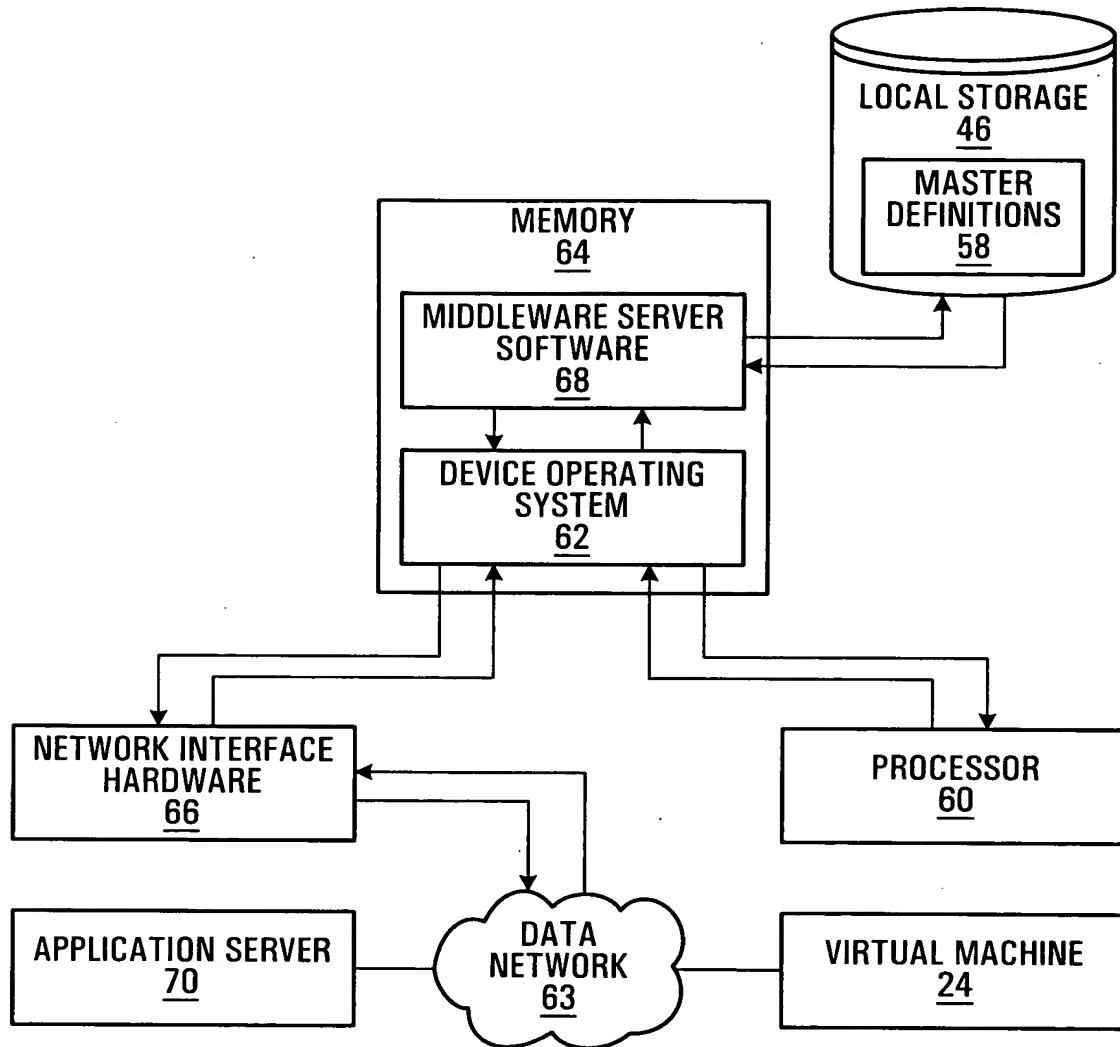 LOCAL STORAGE
46
MASTER
DEFINITIONS
58
MEMORY
64
MIDDLEWARE SERVER
SOFTWARE
68
DEVICE OPERATING
SYSTEM
62
NETWORK INTERFACE
HARDWARE
66
PROCESSOR
60
APPLICATION SERVER
70
DATA
NETWORK
63
VIRTUAL MACHINE
24